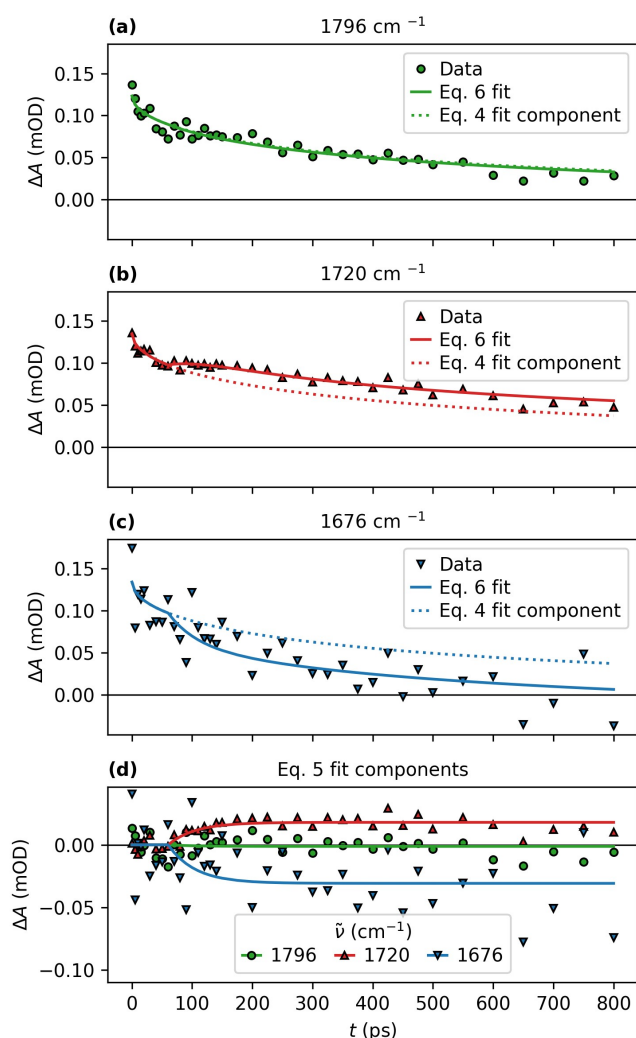 (a) 1796 cm⁻¹
ΔA (mOD)
0.15
0.10
0.05
0.00
Data
Eq. 6 fit
Eq. 4 fit component
(b) 1720 cm⁻¹
ΔA (mOD)
0.15
0.10
0.05
0.00
Data
Eq. 6 fit
Eq. 4 fit component
(c) 1676 cm⁻¹
ΔA (mOD)
0.15
0.10
0.05
0.00
Data
Eq. 6 fit
Eq. 4 fit component
(d) Eq. 5 fit components
ΔA (mOD)
0.00
−0.05
−0.10
ν̃ (cm⁻¹)
1796 1720 1676
0 100 200 300 400 500 600 700 800
t (ps)